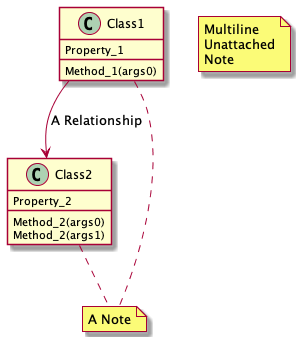 C Class1
Property_1
Method_1(args0)
Multiline
Unattached
Note
A Relationship
C Class2
Property_2
Method_2(args0)
Method_2(args1)
A Note